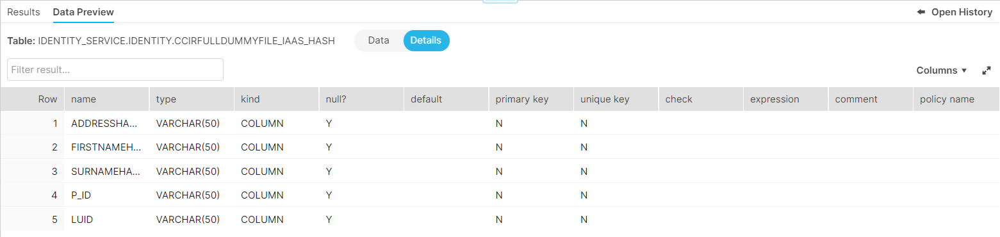 Results Data Preview Open History
Table: IDENTITY_SERVICE.IDENTITY.CCIRFULLDUMMYFILE_IAAS_HASH Data Details
Filter result...
Columns
Row name type kind null? default primary key unique key check expression comment policy name
1 ADDRESSHA... VARCHAR(50) COLUMN Y N N
2 FIRSTNAMEH... VARCHAR(50) COLUMN Y N N
3 SURNAMEHA... VARCHAR(50) COLUMN Y N N
4 P_ID VARCHAR(50) COLUMN Y N N
5 LUID VARCHAR(50) COLUMN Y N N